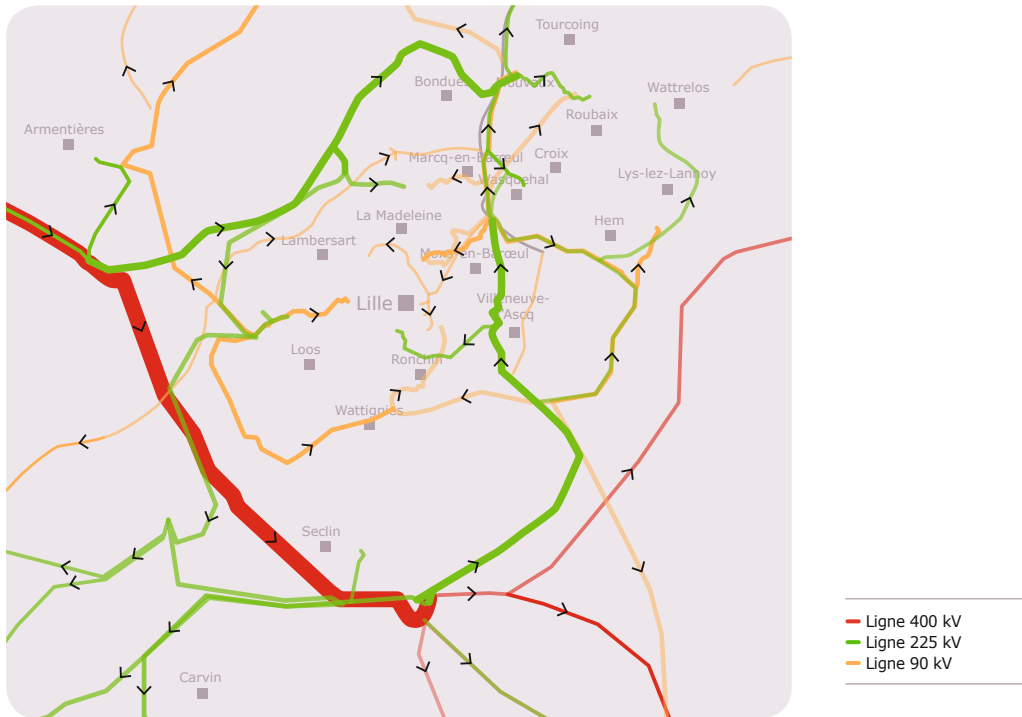 Tourcoing
Bondues
Mouvaux
Wattrelos
Armentières
Roubaix
Marcq-en-Barœul
Croix
Wasquehal
Lys-lez-Lannoy
La Madeleine
Hem
Lambersart
Mons-en-Barœul
Lille
Villeneuve-
d'Ascq
Loos
Ronchin
Wattignies
Seclin
Carvin
Ligne 400 kV
Ligne 225 kV
Ligne 90 kV